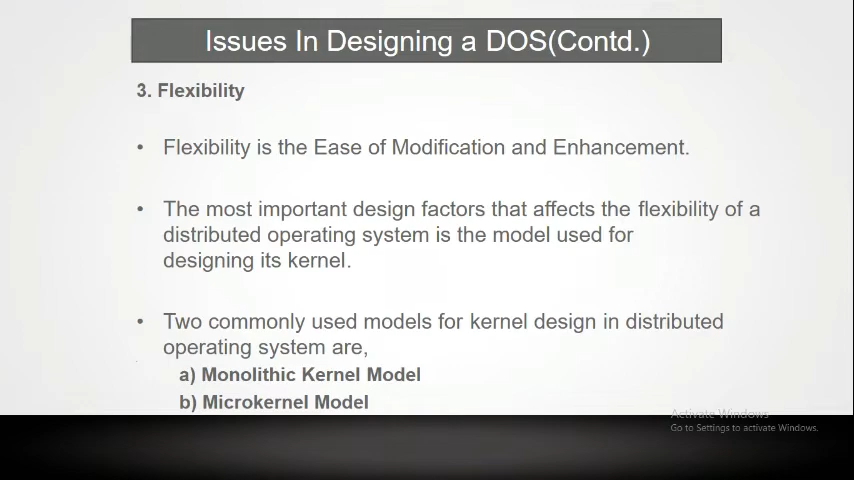 Issues In Designing a DOS(Contd.)
3. Flexibility
• Flexibility is the Ease of Modification and Enhancement.
• The most important design factors that affects the flexibility of a
distributed operating system is the model used for
designing its kernel.
• Two commonly used models for kernel design in distributed
operating system are,
a) Monolithic Kernel Model
b) Microkernel Model
Activate Windows
Go to Settings to activate Windows.